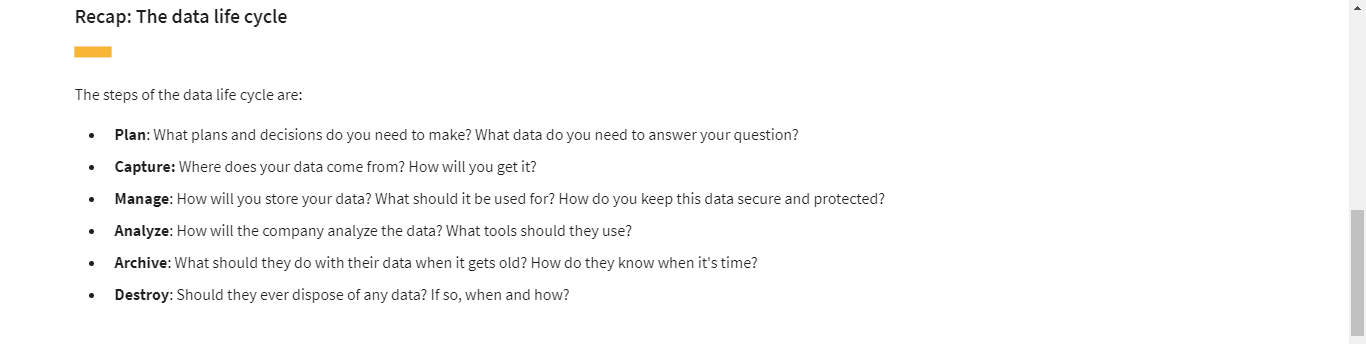 Recap: The data life cycle
The steps of the data life cycle are:
• Plan: What plans and decisions do you need to make? What data do you need to answer your question?
• Capture: Where does your data come from? How will you get it?
• Manage: How will you store your data? What should it be used for? How do you keep this data secure and protected?
• Analyze: How will the company analyze the data? What tools should they use?
• Archive: What should they do with their data when it gets old? How do they know when it's time?
• Destroy: Should they ever dispose of any data? If so, when and how?